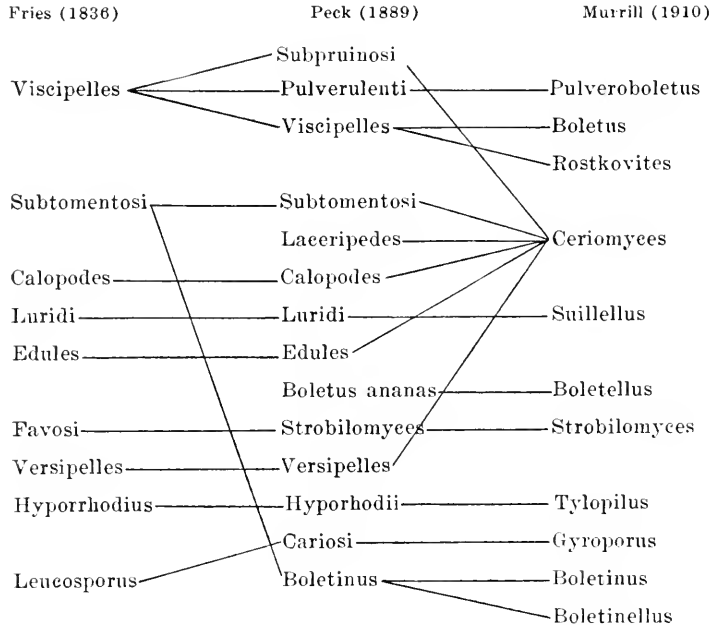 Fries (1836) Peck (1889) Murrill (1910)
Subpruinosi
Viscipelles Pulverulenti Pulveroboletus
Viscipelles Boletus
Rostkovites
Subtomentosi Subtomentosi
Laceripedes Ceriomyces
Calopodes Calopodes
Luridi Luridi Suillellus
Edules Edules
Boletus ananas Boletellus
Favosi Strobilomyces Strobilomyces
Versipelles Versipelles
Hyporrhodius Hyporhodii Tylopilus
Cariosi Gyroporus
Leucosporus Boletinus Boletinus
Boletinellus